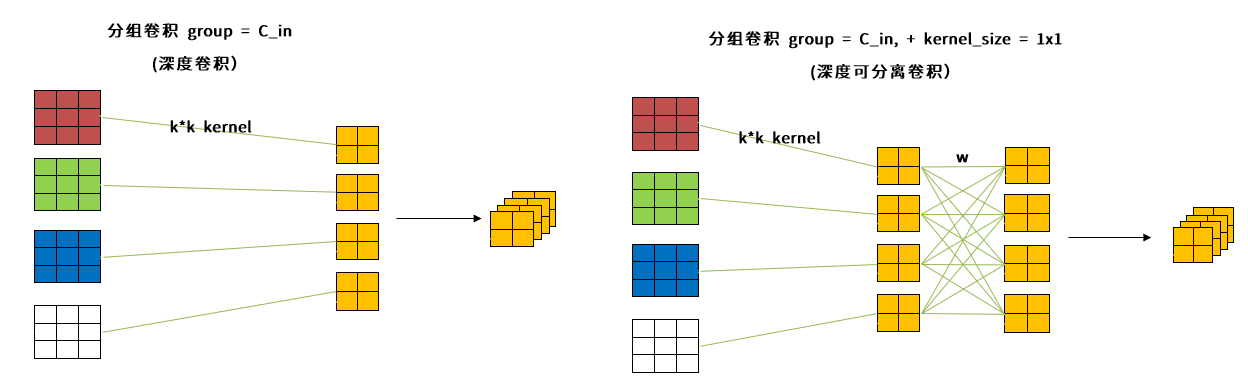 分组卷积 group = C_in
(深度卷积）
k*k kernel
分组卷积 group = C_in, + kernel_size = 1x1
(深度可分离卷积）
k*k kernel
w